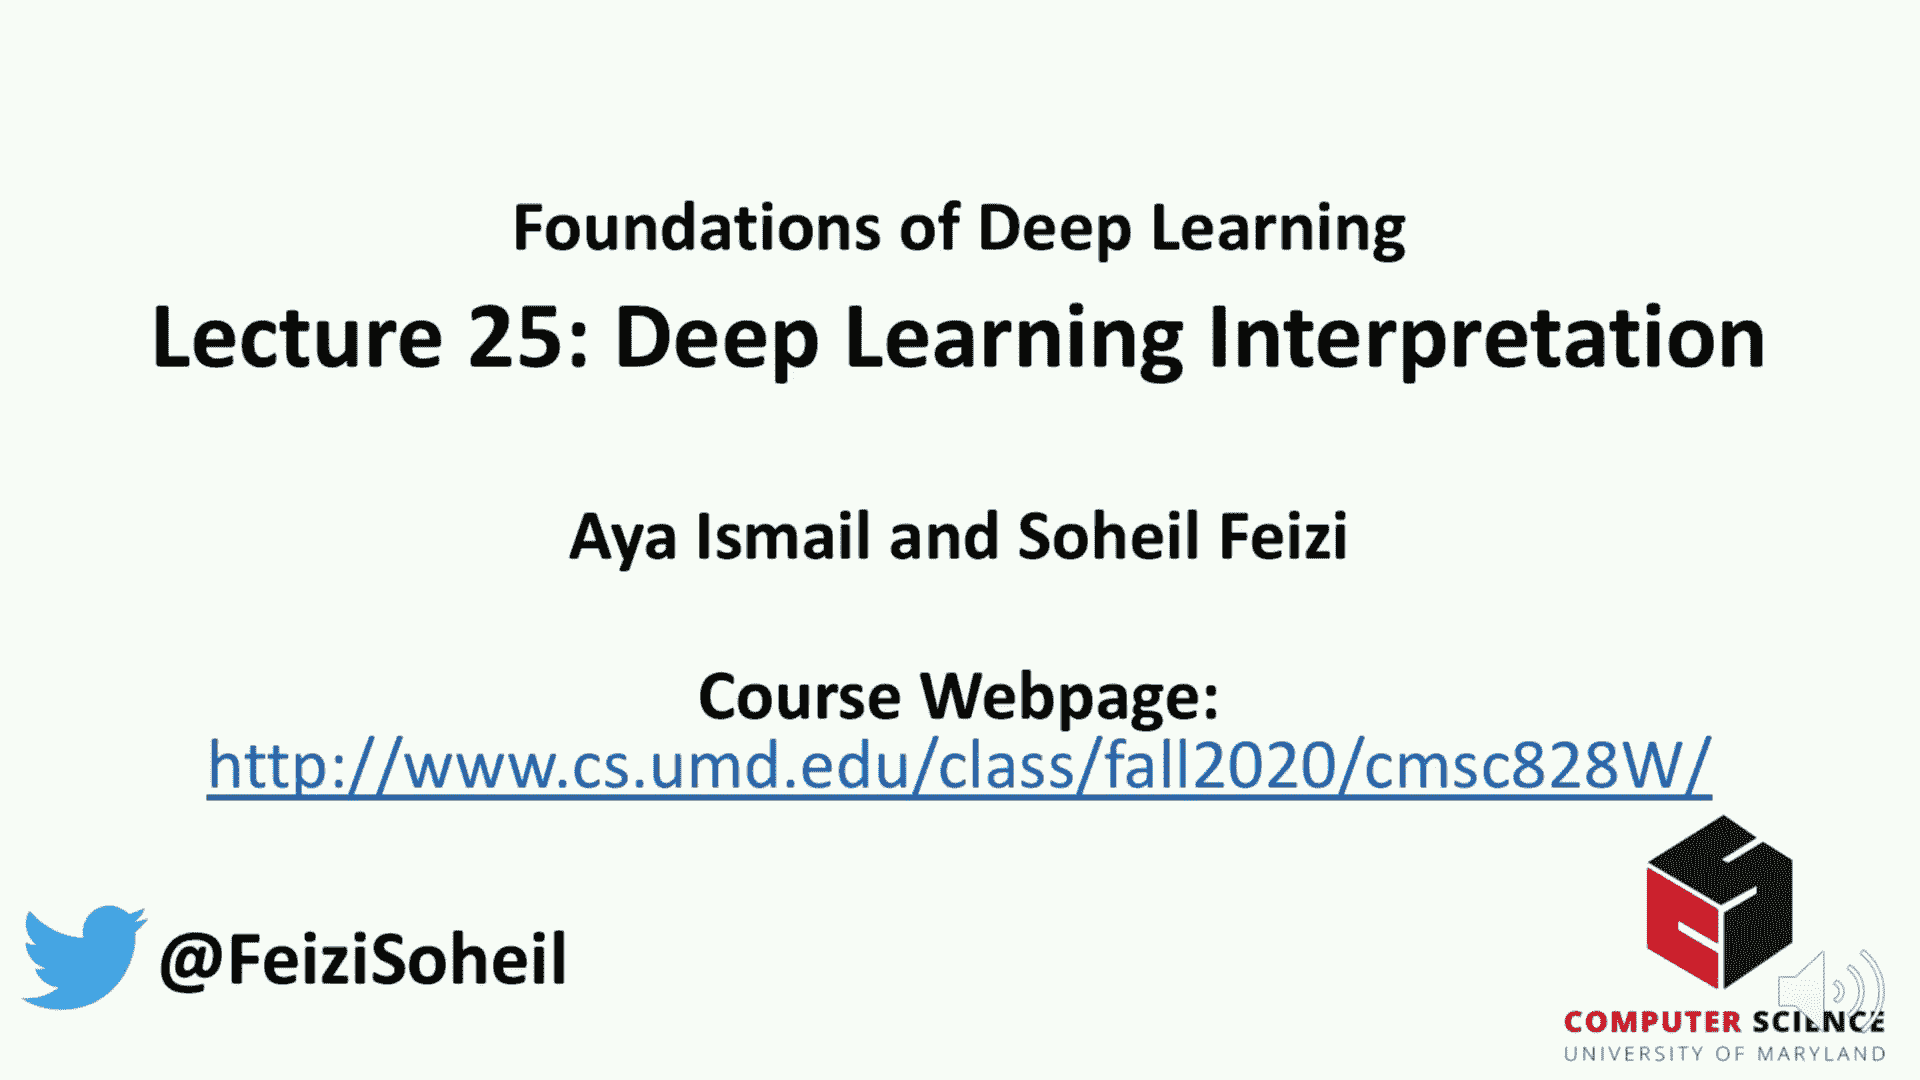 Foundations of Deep Learning
Lecture 25: Deep Learning Interpretation
Aya Ismail and Soheil Feizi
Course Webpage:
http://www.cs.umd.edu/class/fall2020/cmsc828W/
@FeiziSoheil
COMPUTER SCIENCE
UNIVERSITY OF MARYLAND